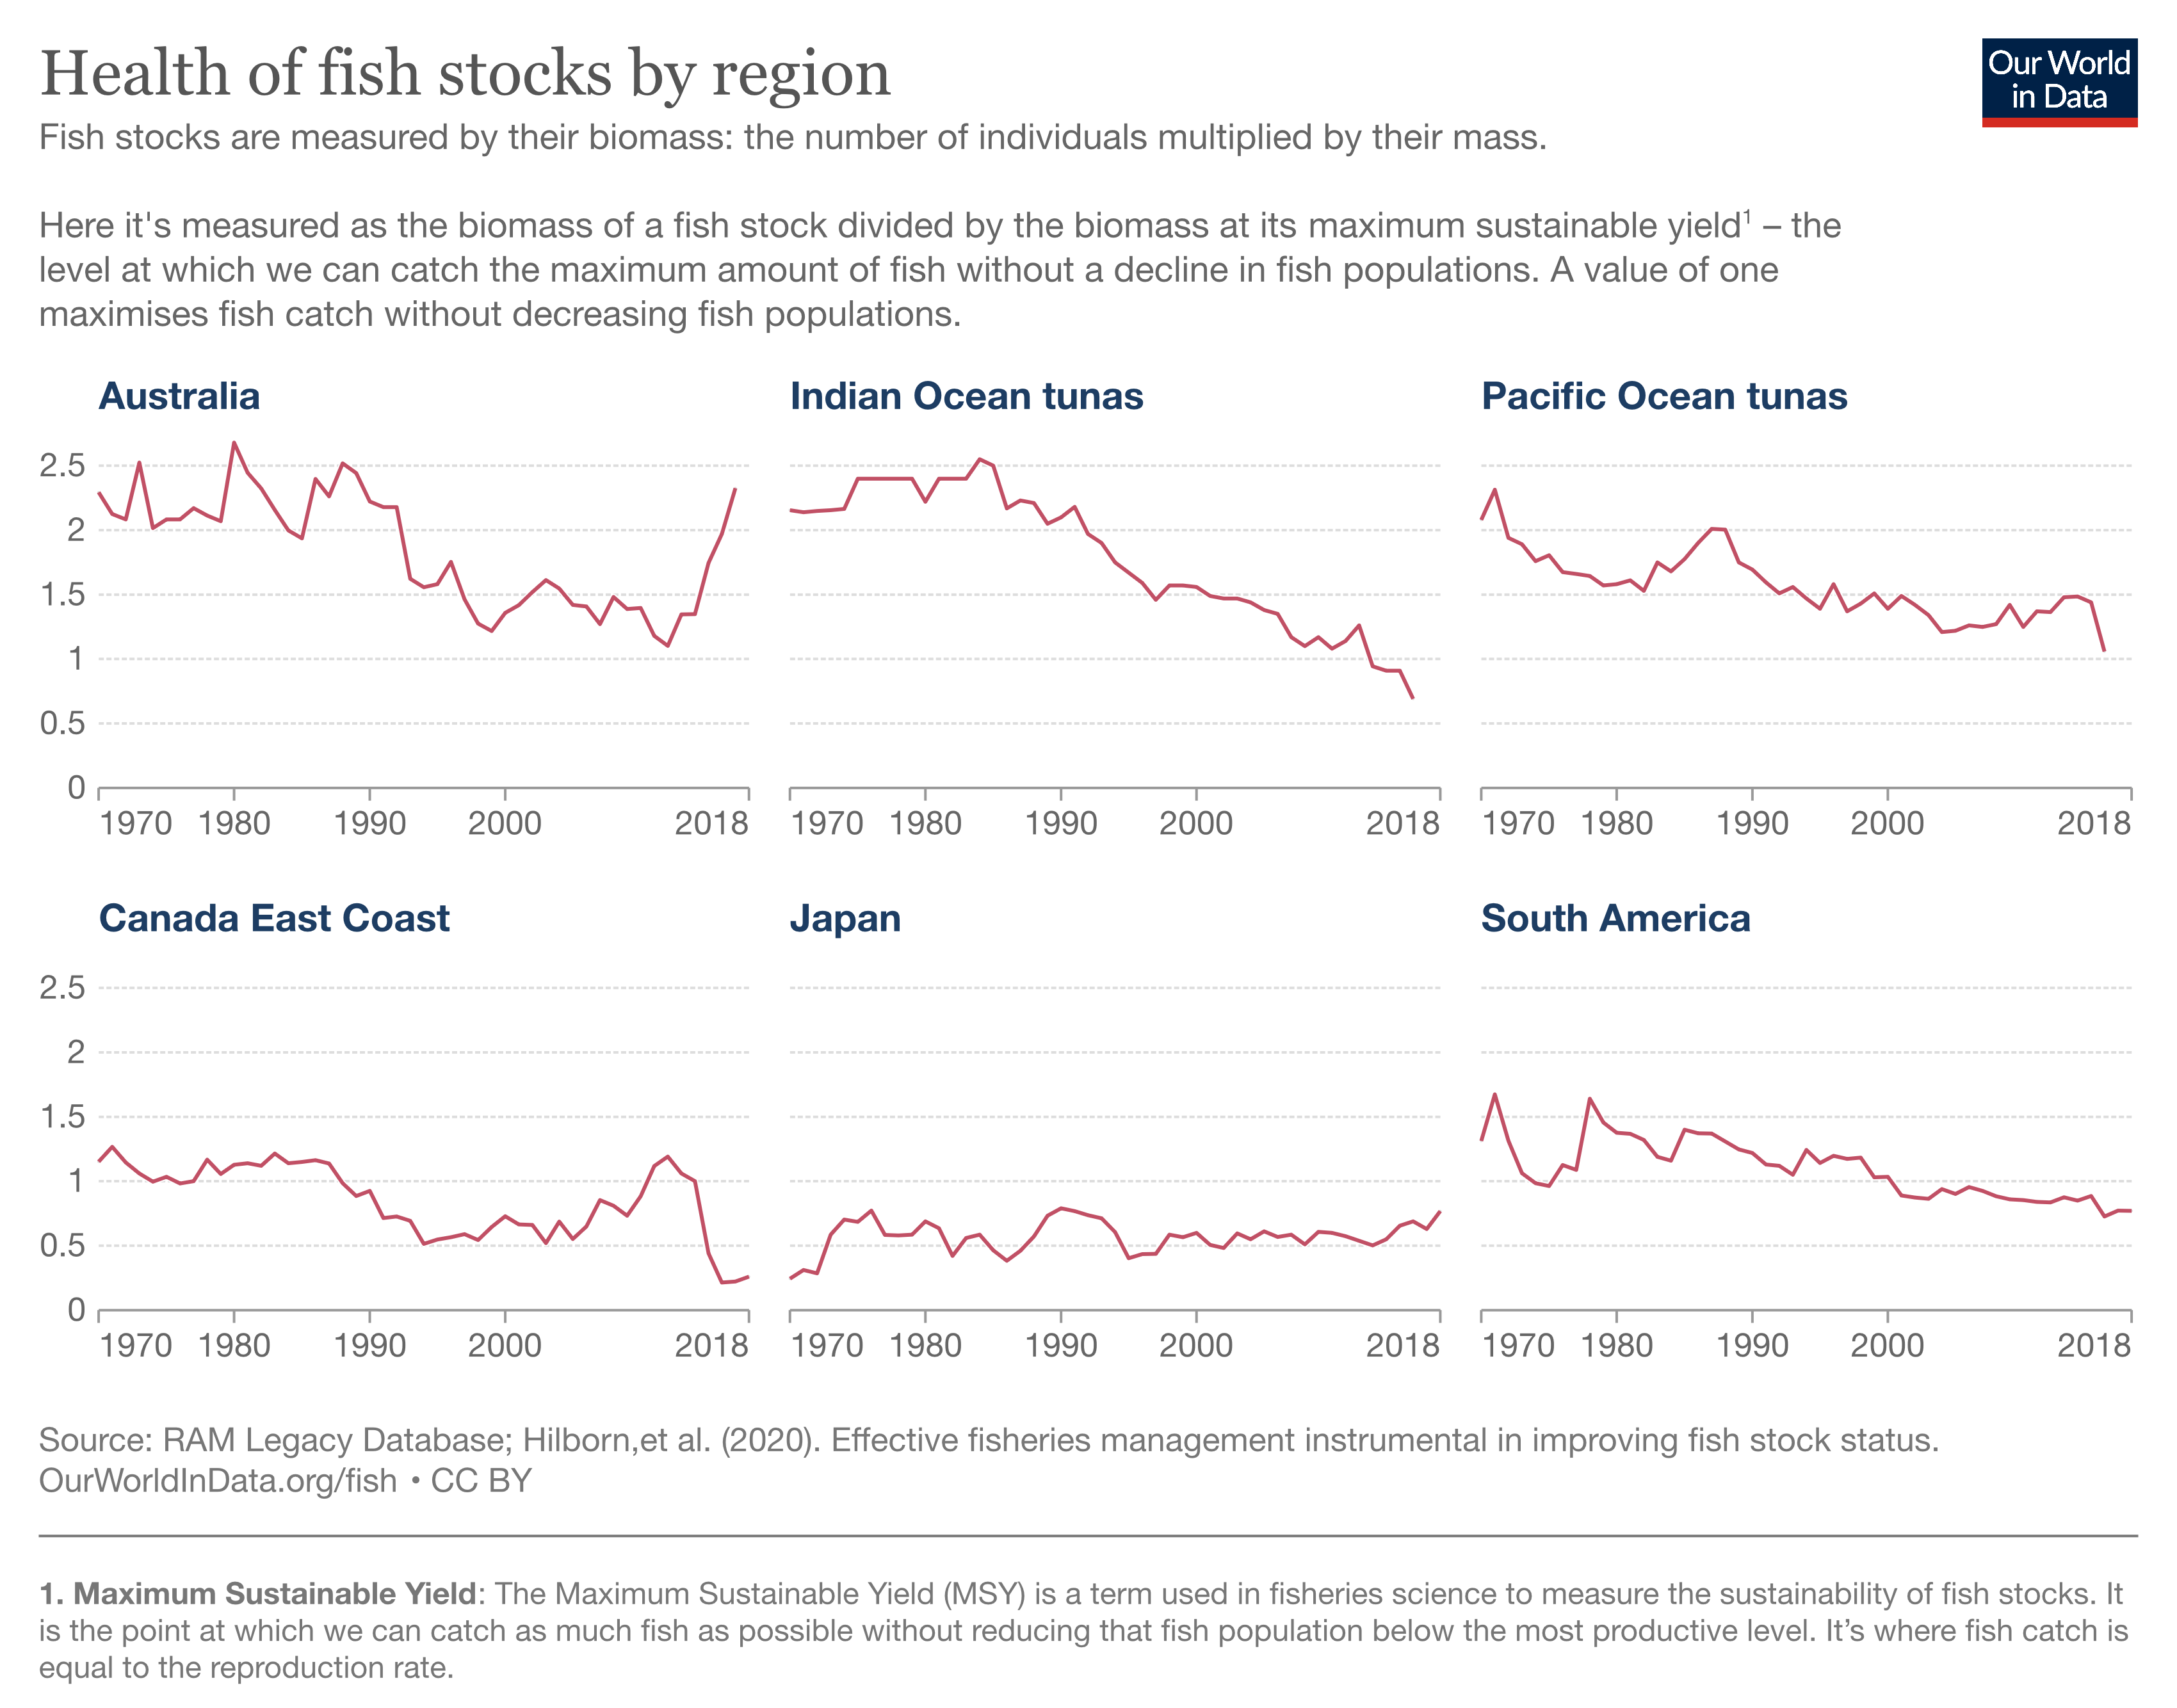 Health of fish stocks by region
Our World
in Data
Fish stocks are measured by their biomass: the number of individuals multiplied by their mass.
Here it's measured as the biomass of a fish stock divided by the biomass at its maximum sustainable yield¹ – the
level at which we can catch the maximum amount of fish without a decline in fish populations. A value of one
maximises fish catch without decreasing fish populations.
Australia
Indian Ocean tunas
Pacific Ocean tunas
2.5
2
1.5
1
0.5
0
1970 1980 1990 2000 2018
1970 1980 1990 2000 2018
1970 1980 1990 2000 2018
Canada East Coast
Japan
South America
2.5
2
1.5
1
0.5
0
1970 1980 1990 2000 2018
1970 1980 1990 2000 2018
1970 1980 1990 2000 2018
Source: RAM Legacy Database; Hilborn,et al. (2020). Effective fisheries management instrumental in improving fish stock status.
OurWorldInData.org/fish • CC BY
1. Maximum Sustainable Yield: The Maximum Sustainable Yield (MSY) is a term used in fisheries science to measure the sustainability of fish stocks. It
is the point at which we can catch as much fish as possible without reducing that fish population below the most productive level. It’s where fish catch is
equal to the reproduction rate.